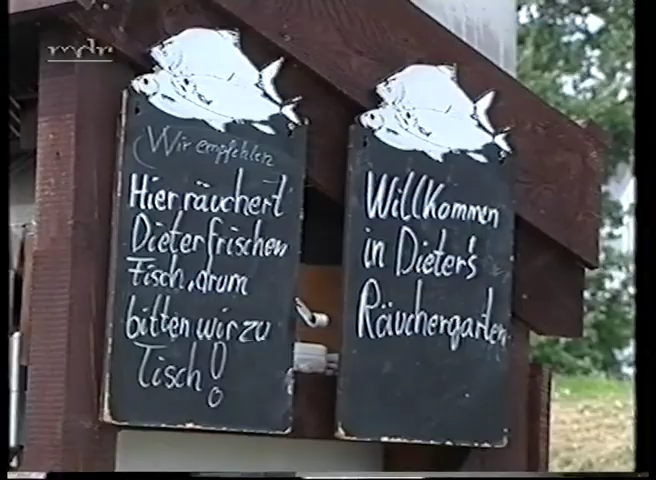 mdr
Wir empfehlen
Hier räuchert
Dieter frischen
Fisch, drum
bitten wir zu
Tisch!
Willkommen
in Dieter's
Räuchergarten